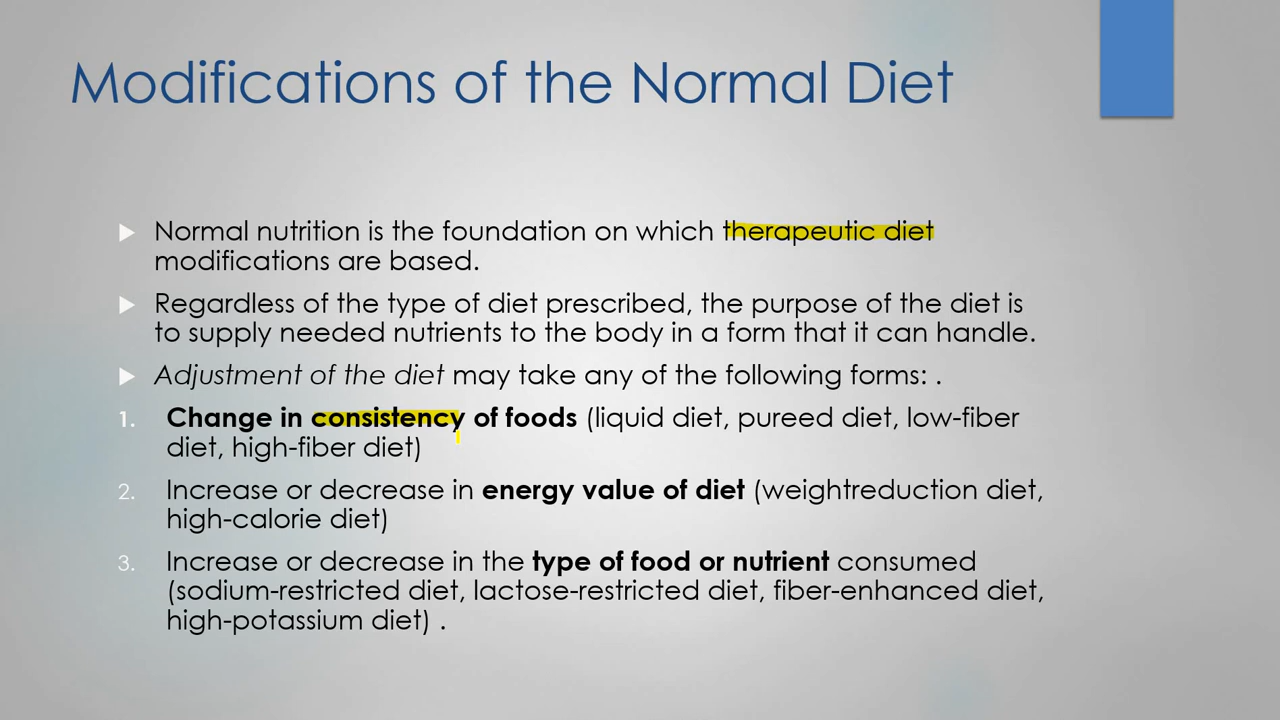 Modifications of the Normal Diet
Normal nutrition is the foundation on which therapeutic diet
modifications are based.
Regardless of the type of diet prescribed, the purpose of the diet is
to supply needed nutrients to the body in a form that it can handle.
Adjustment of the diet may take any of the following forms: .
1. Change in consistency of foods (liquid diet, pureed diet, low-fiber
diet, high-fiber diet)
2. Increase or decrease in energy value of diet (weightreduction diet,
high-calorie diet)
3. Increase or decrease in the type of food or nutrient consumed
(sodium-restricted diet, lactose-restricted diet, fiber-enhanced diet,
high-potassium diet) .